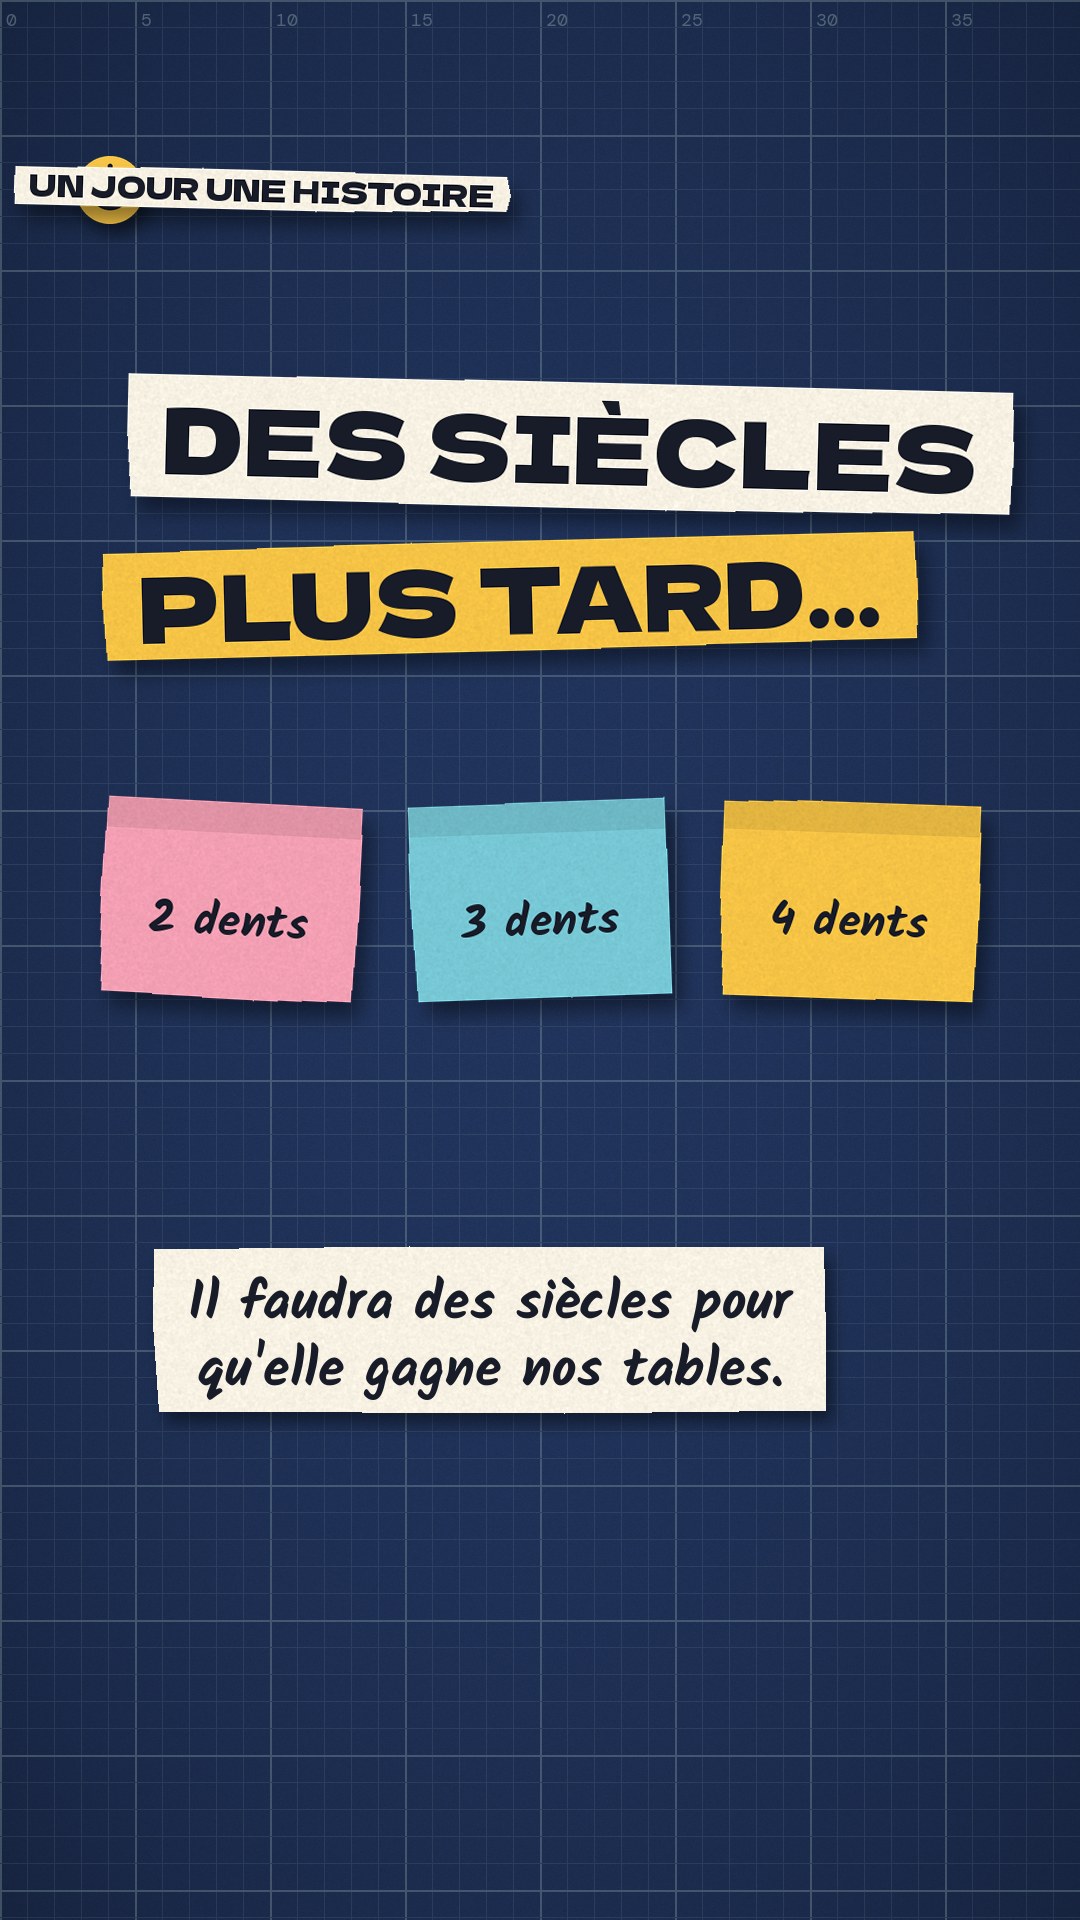 0 5 10 15 20 25 30 35
UN JOUR UNE HISTOIRE
DES SIÈCLES
PLUS TARD...
2 dents
3 dents
4 dents
Il faudra des siècles pour
qu'elle gagne nos tables.